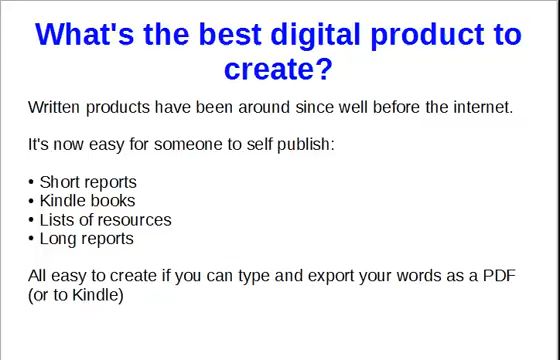 What's the best digital product to
create?
Written products have been around since well before the internet.
It's now easy for someone to self publish:
• Short reports
• Kindle books
• Lists of resources
• Long reports
All easy to create if you can type and export your words as a PDF
(or to Kindle)